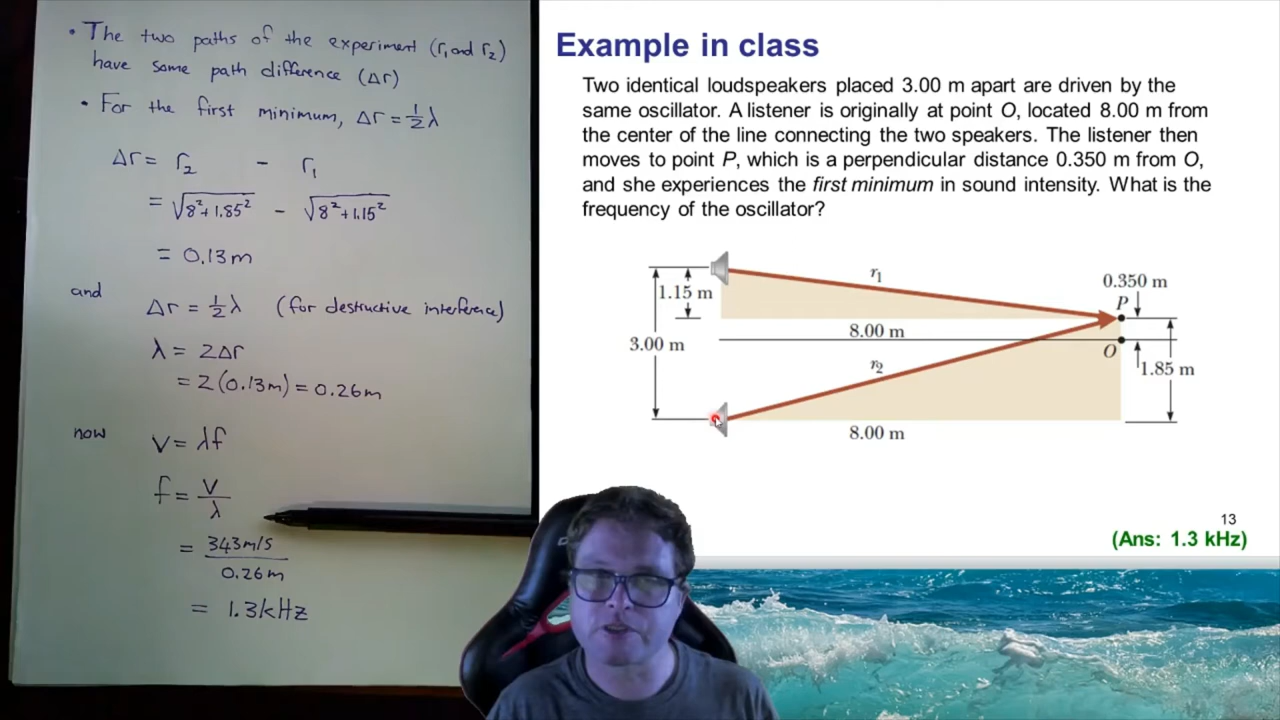 • The two paths of the experiment (r₁ and r₂)
have some path difference (Δr)
• For the first minimum, Δr = ½λ
Δr = r₂ - r₁
= √8²+1.85² - √8²+1.15²
= 0.13m
and
Δr = ½λ (for destructive interference)
λ = 2Δr
= 2(0.13m) = 0.26m
now
v = λf
f = v/λ
= 343m/s / 0.26m
= 1.3kHz
Example in class
Two identical loudspeakers placed 3.00 m apart are driven by the
same oscillator. A listener is originally at point O, located 8.00 m from
the center of the line connecting the two speakers. The listener then
moves to point P, which is a perpendicular distance 0.350 m from O,
and she experiences the first minimum in sound intensity. What is the
frequency of the oscillator?
r₁
0.350 m
1.15 m
P
8.00 m
3.00 m
O
r₂
1.85 m
8.00 m
13
(Ans: 1.3 kHz)